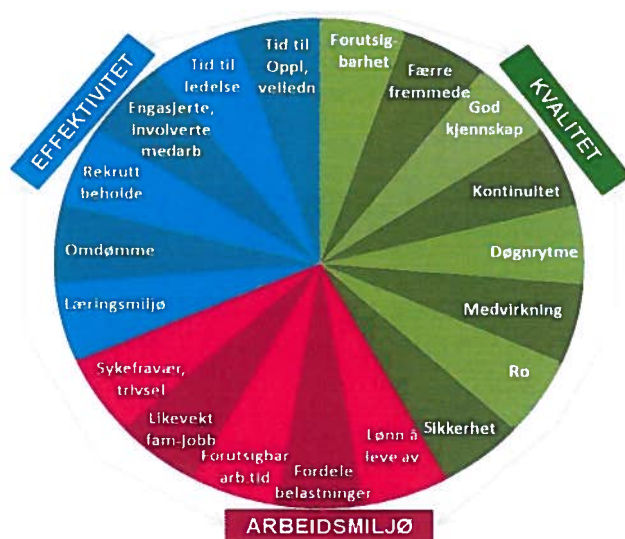 EFFEKTIVITET
KVALITET
ARBEIDSMILJØ
Forutsig-
barhet
Færre
fremmede
God
kjennskap
Kontinuitet
Døgnrytme
Medvirkning
Ro
Sikkerhet
Lønn å
leve av
Fordele
belastninger
Forutsigbar
arb.tid
Likevekt
fam-Jobb
Sykefravær,
trivsel
Læringsmiljø
Omdømme
Rekrutt
beholde
Engasjerte,
involverte
medarb
Tid til
ledelse
Tid til
Oppl,
velledn